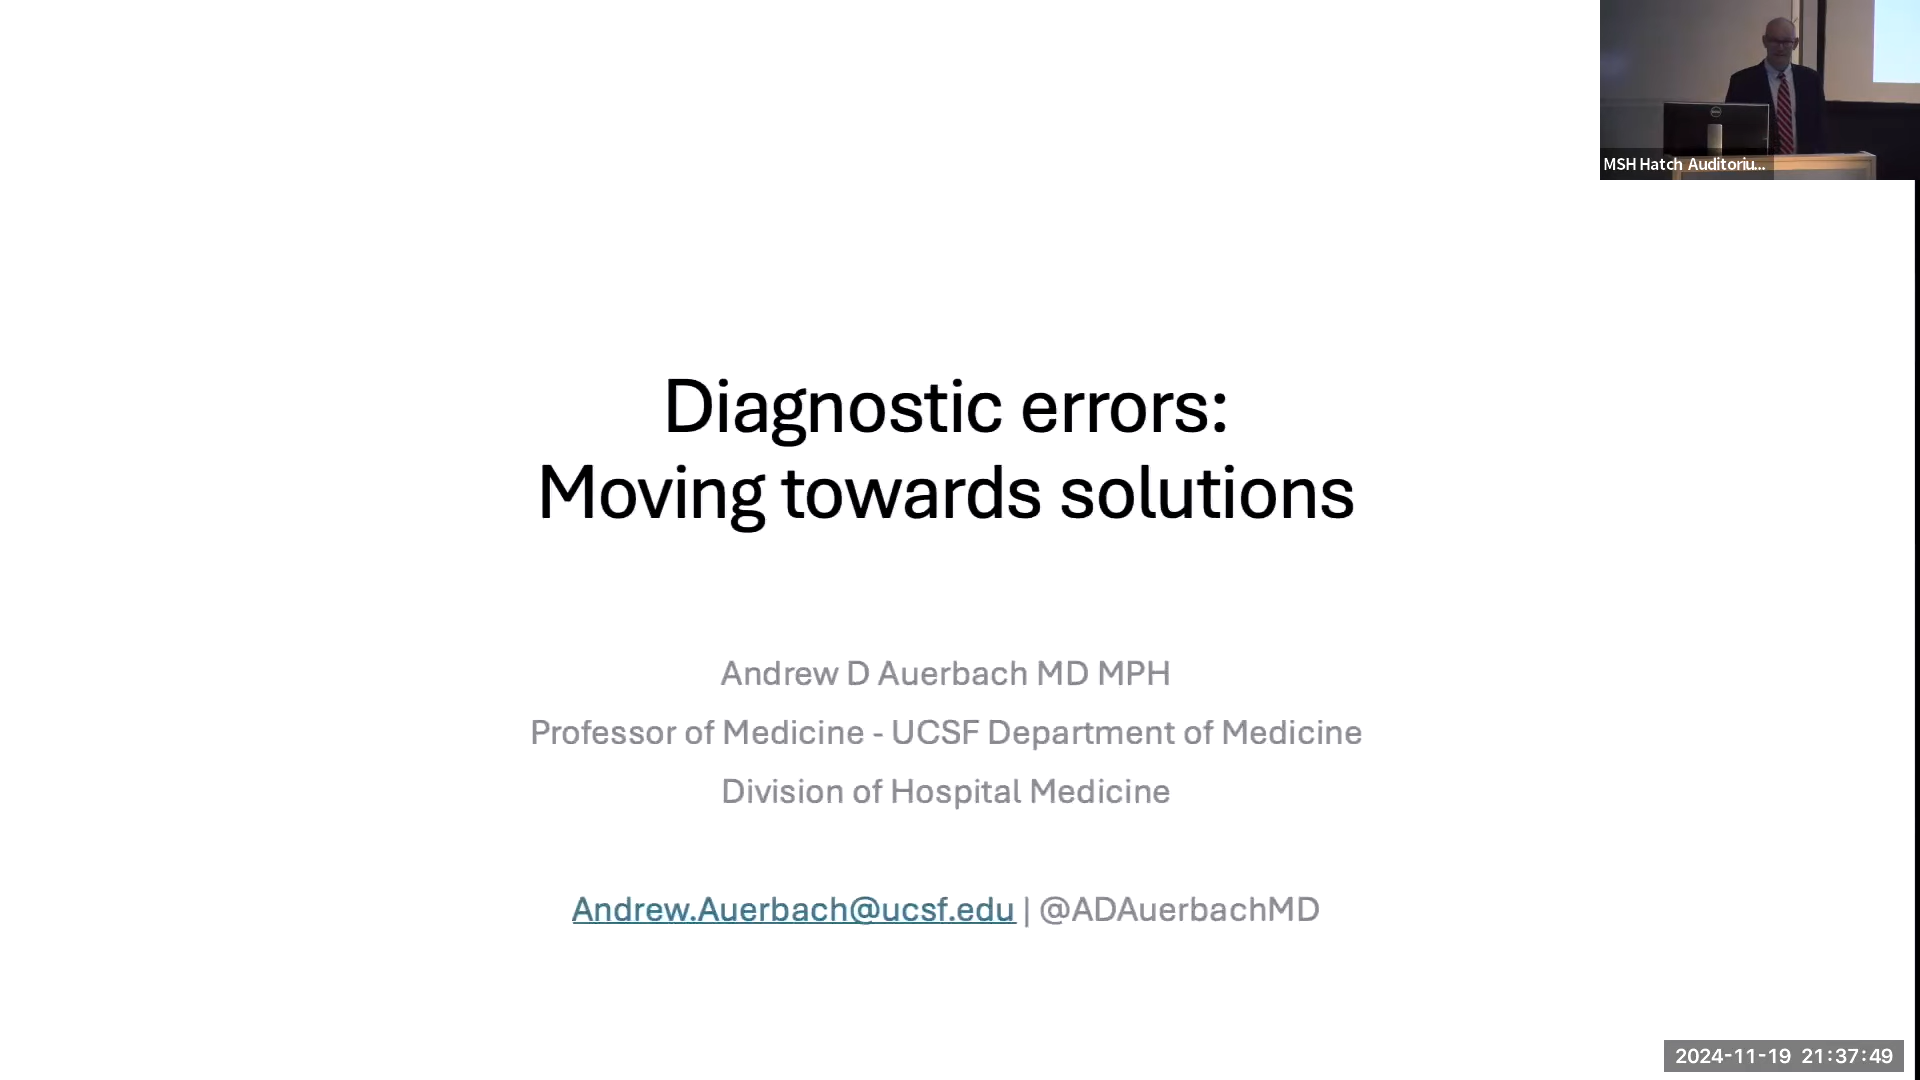 MSH Hatch Auditoriu...
Diagnostic errors:
Moving towards solutions
Andrew D Auerbach MD MPH
Professor of Medicine - UCSF Department of Medicine
Division of Hospital Medicine
Andrew.Auerbach@ucsf.edu | @ADAuerbachMD
2024-11-19 21:37:49